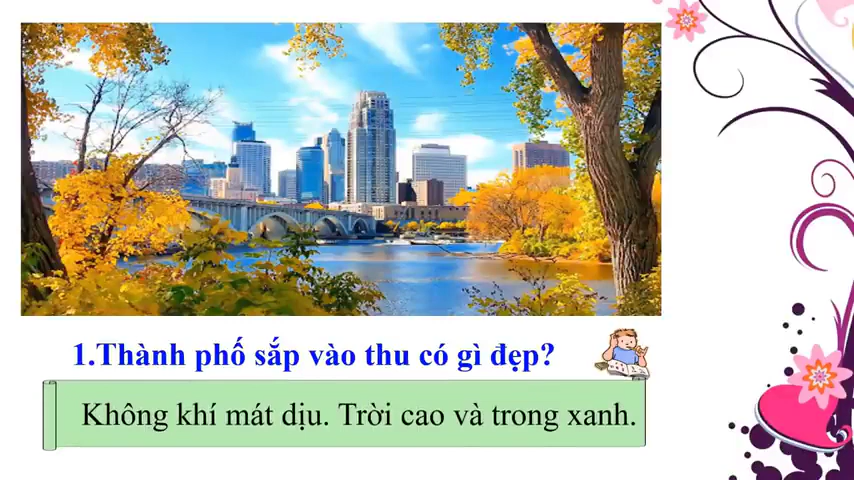 1.Thành phố sắp vào thu có gì đẹp?
Không khí mát dịu. Trời cao và trong xanh.